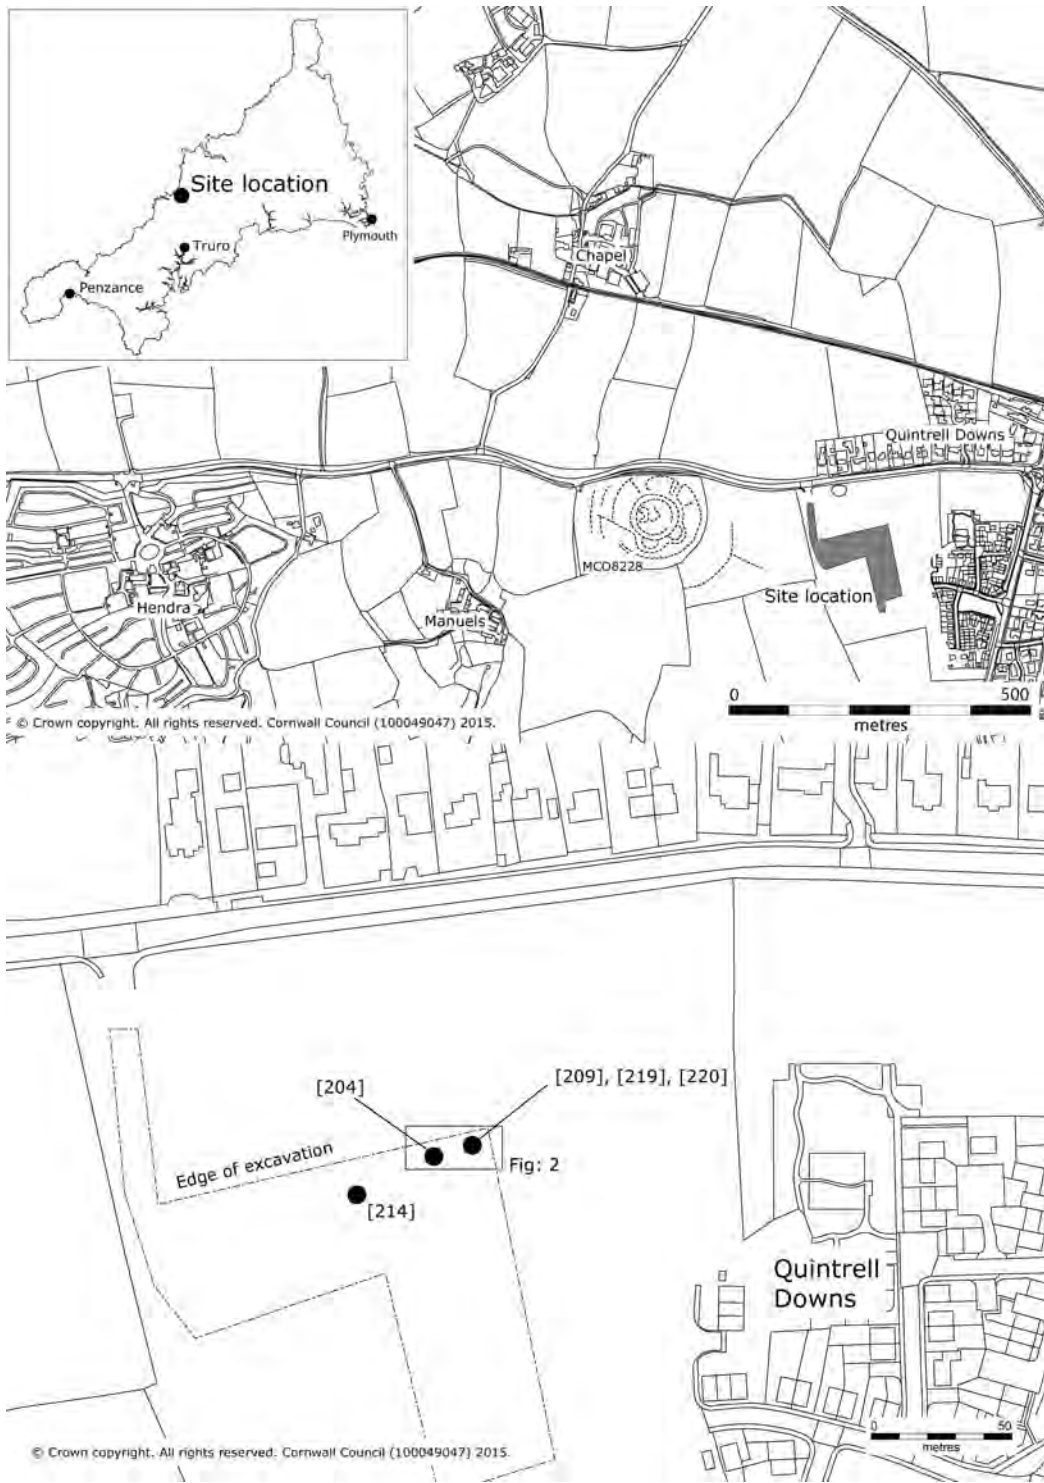 Site location
Plymouth
Truro
Penzance
Chapel
Quintrell Downs
MCO8228
Site location
Hendra
Manuels
0 500
metres
© Crown copyright. All rights reserved. Cornwall Council (100049047) 2015.
[209], [219], [220]
[204]
Edge of excavation
Fig: 2
[214]
Quintrell
Downs
0 50
metres
© Crown copyright. All rights reserved. Cornwall Council (100049047) 2015.